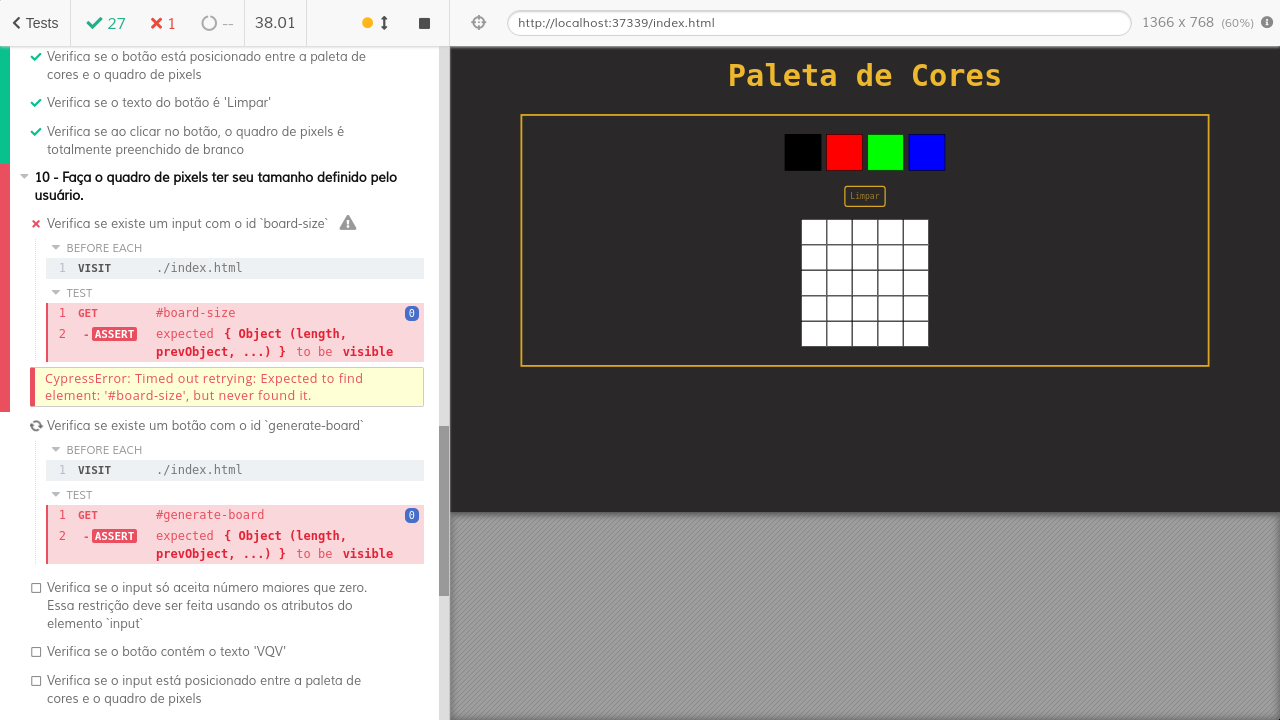 Tests
27
1
--
38.01
http://localhost:37339/index.html
1366 x 768 (60%)
Verifica se o botão está posicionado entre a paleta de
cores e o quadro de pixels
Verifica se o texto do botão é 'Limpar'
Verifica se ao clicar no botão, o quadro de pixels é
totalmente preenchido de branco
10 - Faça o quadro de pixels ter seu tamanho definido pelo
usuário.
Verifica se existe um input com o id `board-size`
BEFORE EACH
1 VISIT ./index.html
TEST
1 GET #board-size 0
2 -ASSERT expected { Object (length,
prevObject, ...) } to be visible
CypressError: Timed out retrying: Expected to find
element: '#board-size', but never found it.
Verifica se existe um botão com o id `generate-board`
BEFORE EACH
1 VISIT ./index.html
TEST
1 GET #generate-board 0
2 -ASSERT expected { Object (length,
prevObject, ...) } to be visible
Verifica se o input só aceita número maiores que zero.
Essa restrição deve ser feita usando os atributos do
elemento `input`
Verifica se o botão contém o texto 'VQV'
Verifica se o input está posicionado entre a paleta de
cores e o quadro de pixels
Paleta de Cores
Limpar